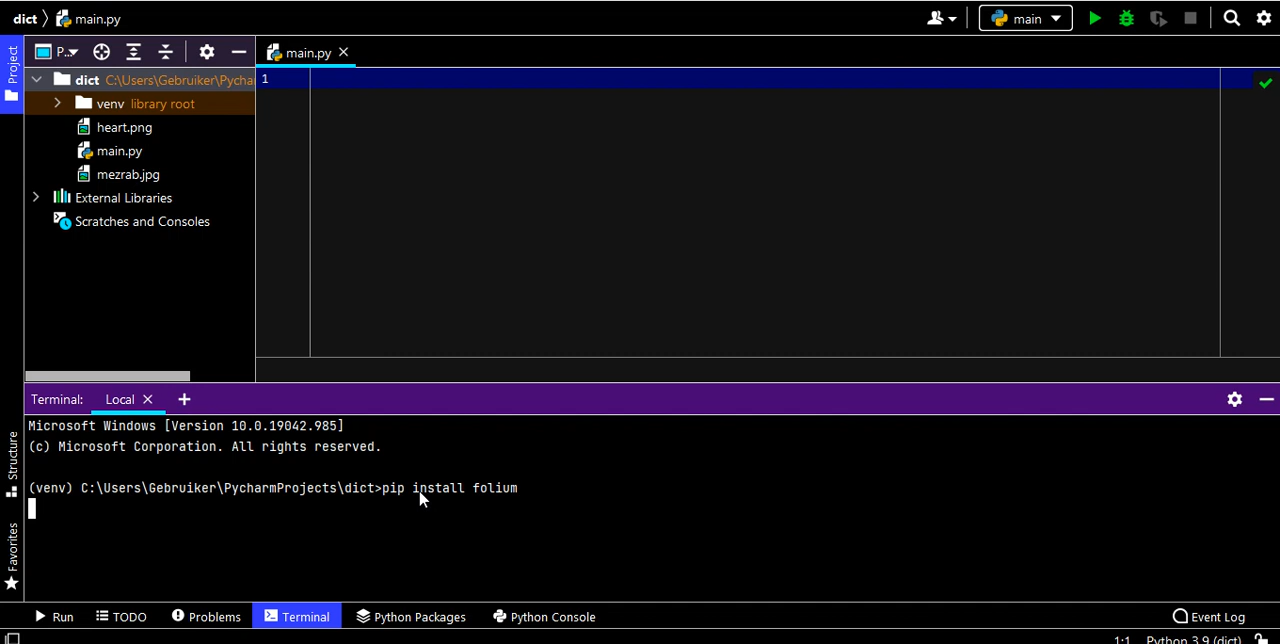 dict main.py
main
Project
P..
main.py
dict C:\Users\Gebruiker\Pychar
1
venv library root
heart.png
main.py
mezrab.jpg
External Libraries
Scratches and Consoles
Terminal: Local +
Microsoft Windows [Version 10.0.19042.985]
(c) Microsoft Corporation. All rights reserved.
(venv) C:\Users\Gebruiker\PycharmProjects\dict>pip install folium
Structure
Favorites
Run TODO Problems Terminal Python Packages Python Console Event Log
1:1 Python 3.9 (dict)